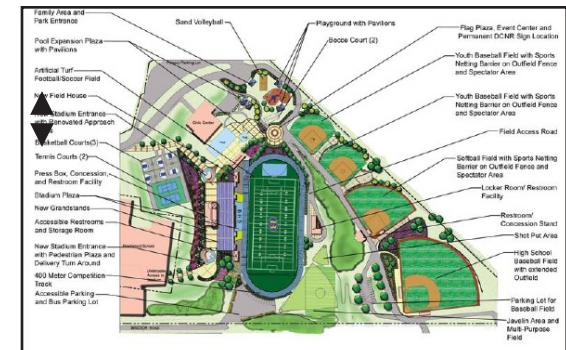 Family Area and
Park Entrance
Sand Volleyball
Playground with Pavilions
Bocce Court (2)
Pool Expansion Plaza
with Pavilions
Artificial Turf
Football/Soccer Field
New Field House
New Stadium Entrance
with Renovated Approach
Basketball Courts(3)
Tennis Courts (2)
Press Box, Concession,
and Restroom Facility
Stadium Plaza
New Grandstands
Accessible Restrooms
and Storage Room
New Stadium Entrance
with Pedestrian Plaza and
Delivery Turn Around
400 Meter Competition
Track
Accessible Parking
and Bus Parking Lot
Civic Center
Flag Plaza, Event Center and
Permanent DCNR Sign Location
Youth Baseball Field with Sports
Netting Barrier on Outfield Fence
and Spectator Area
Youth Baseball Field with Sports
Netting Barrier on Outfield Fence
and Spectator Area
Field Access Road
Softball Field with Sports Netting
Barrier on Outfield Fence and
Spectator Area
Locker Room/ Restroom
Facility
Restroom/
Concession Stand
Shot Put Area
High School
Baseball Field
with extended
Outfield
Parking Lot for
Baseball Field
Javelin Area and
Multi-Purpose
Field